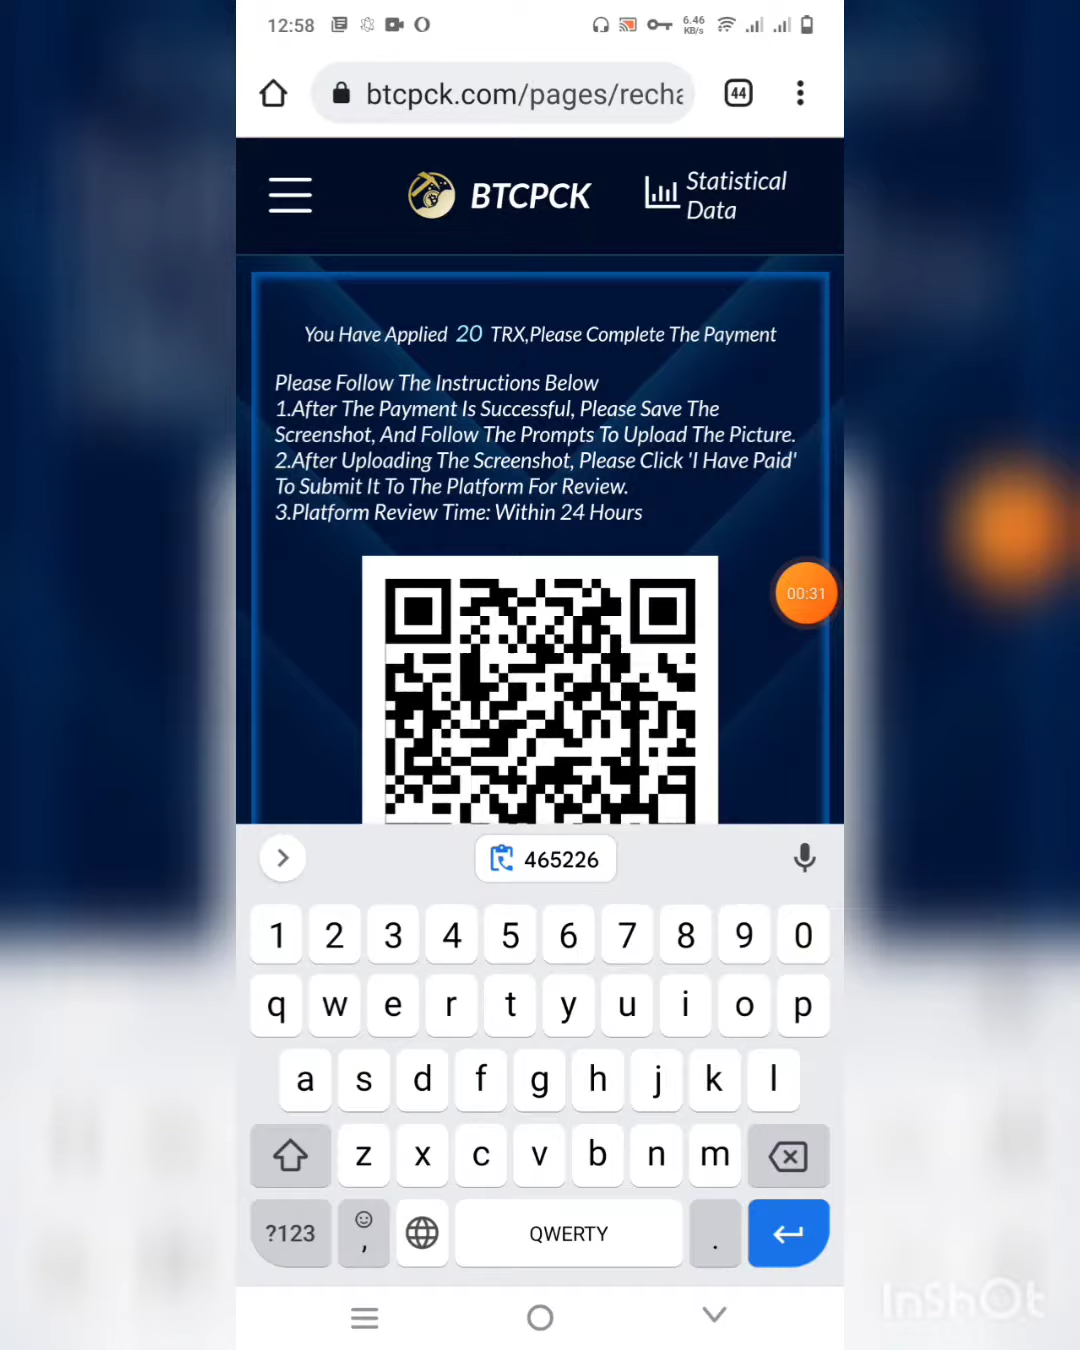 12:58
6.46
KB/s
btcpck.com/pages/recha
44
BTCPCK
Statistical
Data
You Have Applied 20 TRX,Please Complete The Payment
Please Follow The Instructions Below
1.After The Payment Is Successful, Please Save The
Screenshot, And Follow The Prompts To Upload The Picture.
2.After Uploading The Screenshot, Please Click 'I Have Paid'
To Submit It To The Platform For Review.
3.Platform Review Time: Within 24 Hours
00:31
465226
1 2 3 4 5 6 7 8 9 0
q w e r t y u i o p
a s d f g h j k l
z x c v b n m
?123 , QWERTY .
InShOt